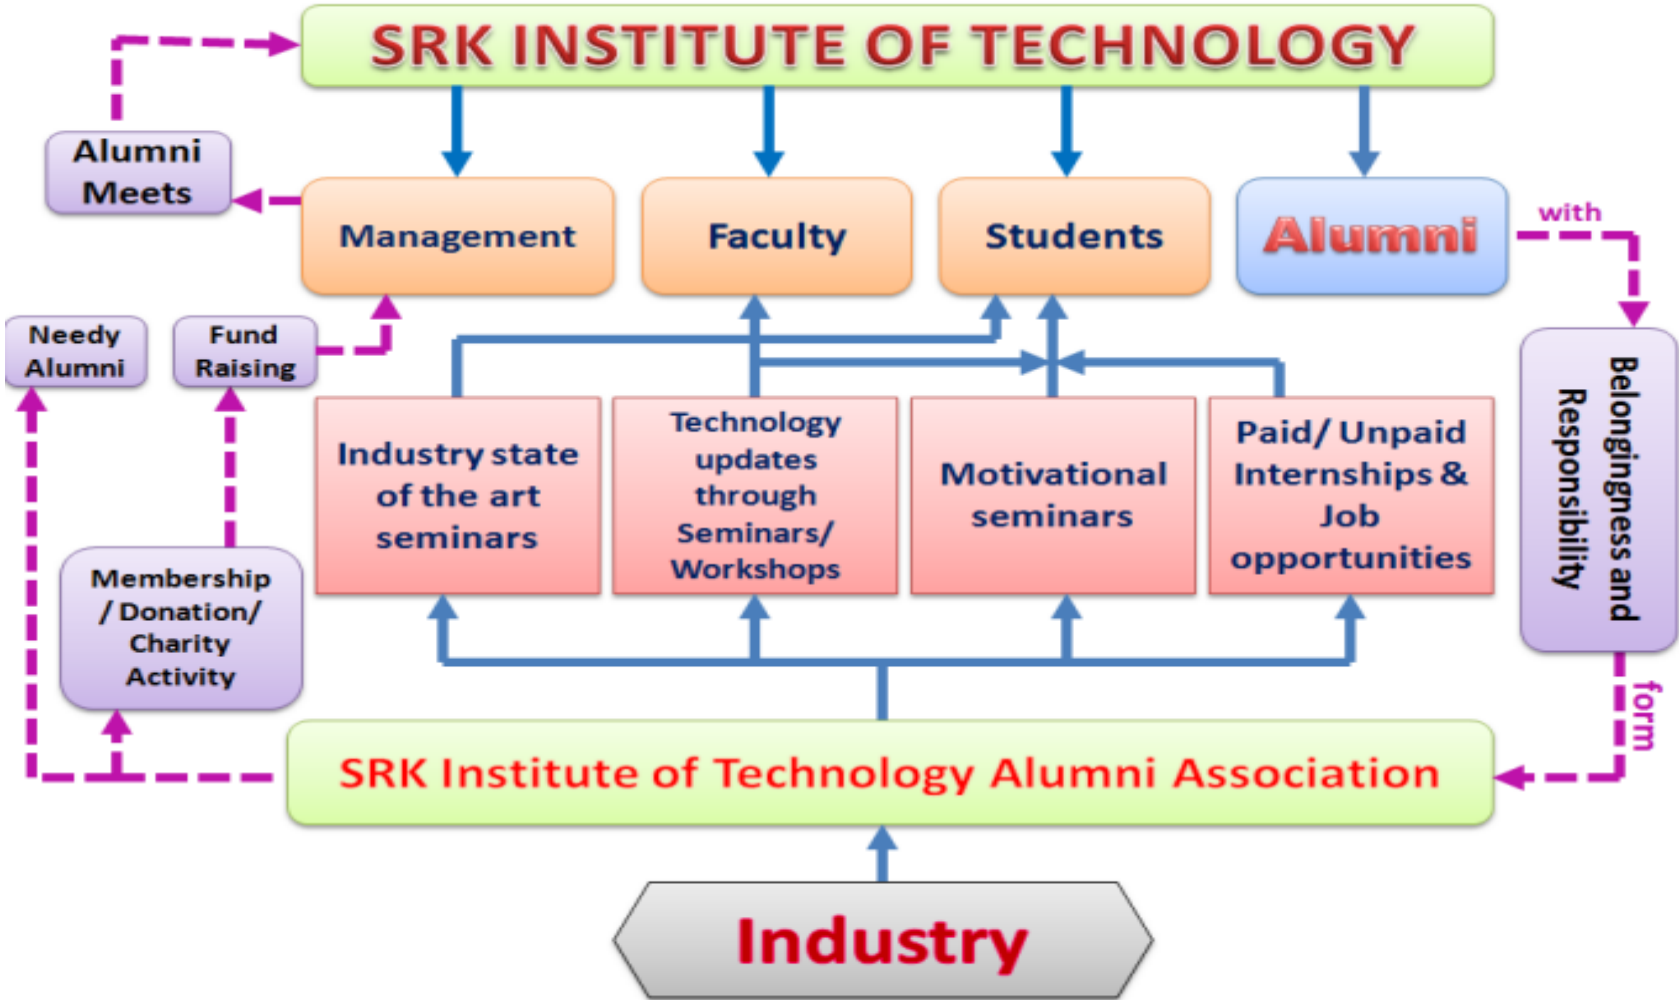 SRK INSTITUTE OF TECHNOLOGY
Alumni
Meets
Management
Faculty
Students
Alumni
with
Needy
Alumni
Fund
Raising
Belongingness and
Responsibility
Industry state
of the art
seminars
Technology
updates
through
Seminars/
Workshops
Motivational
seminars
Paid/ Unpaid
Internships &
Job
opportunities
Membership
/ Donation/
Charity
Activity
form
SRK Institute of Technology Alumni Association
Industry